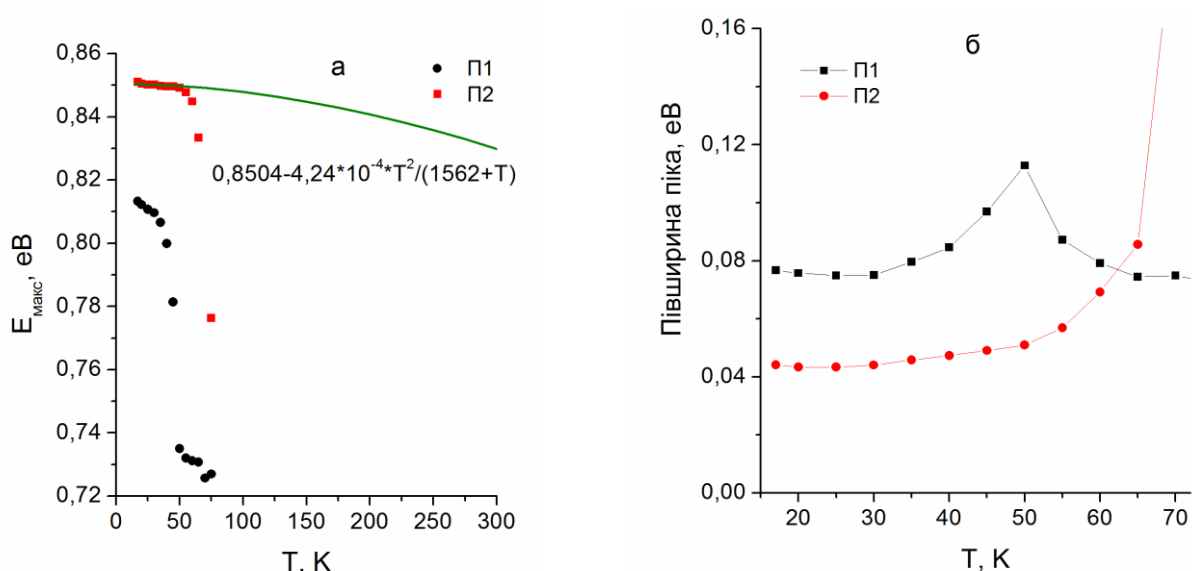 а
П1
П2
0,8504-4,24*10⁻⁴*T²/(1562+T)
Eмакс, еВ
0,86
0,84
0,82
0,80
0,78
0,76
0,74
0,72
0 50 100 150 200 250 300
T, K
б
П1
П2
Півширина піка, еВ
0,16
0,12
0,08
0,04
0,00
20 30 40 50 60 70
T, K